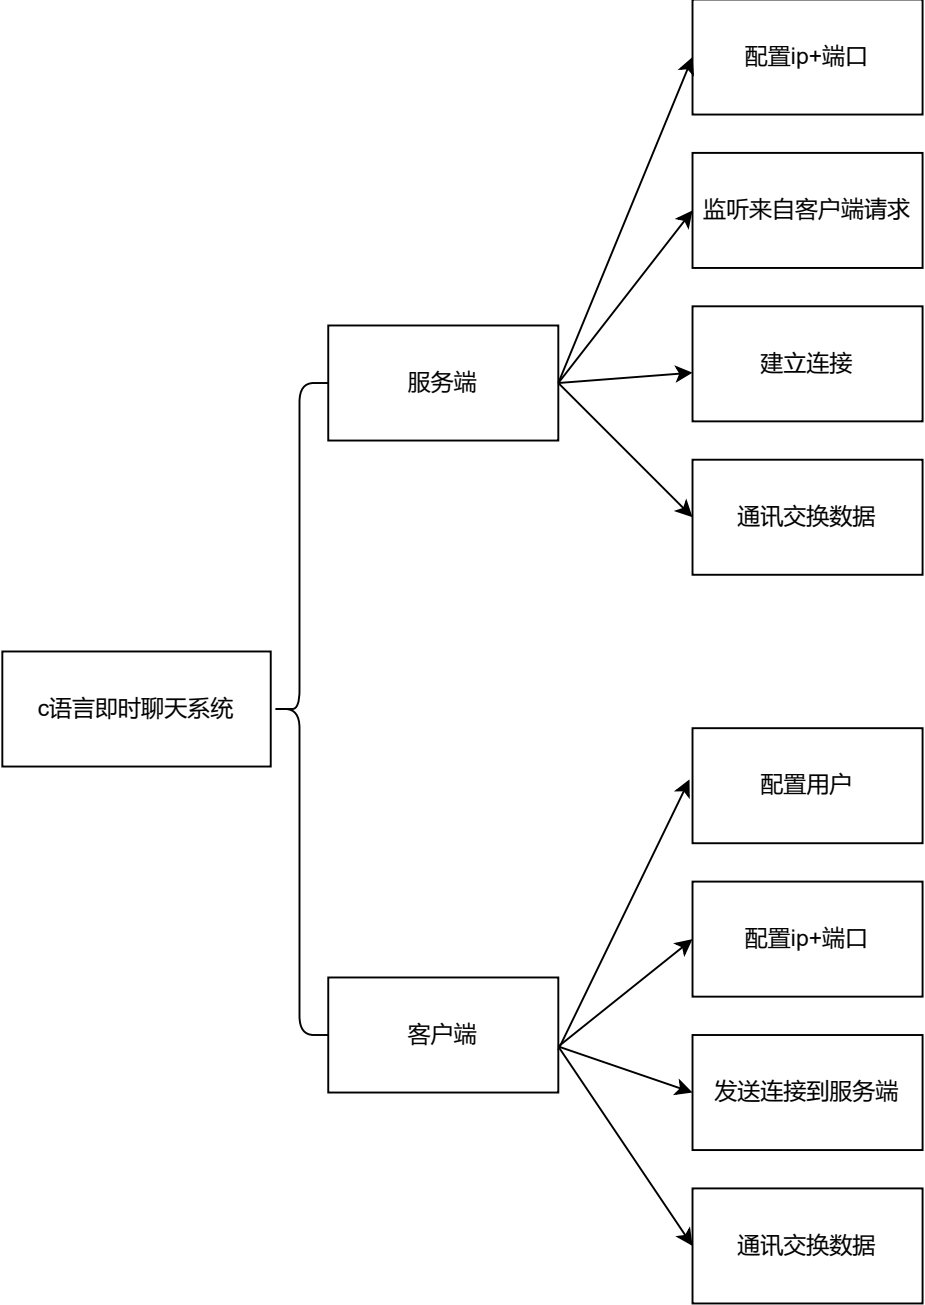 配置ip+端口
监听来自客户端请求
建立连接
服务端
通讯交换数据
c语言即时聊天系统
配置用户
配置ip+端口
客户端
发送连接到服务端
通讯交换数据